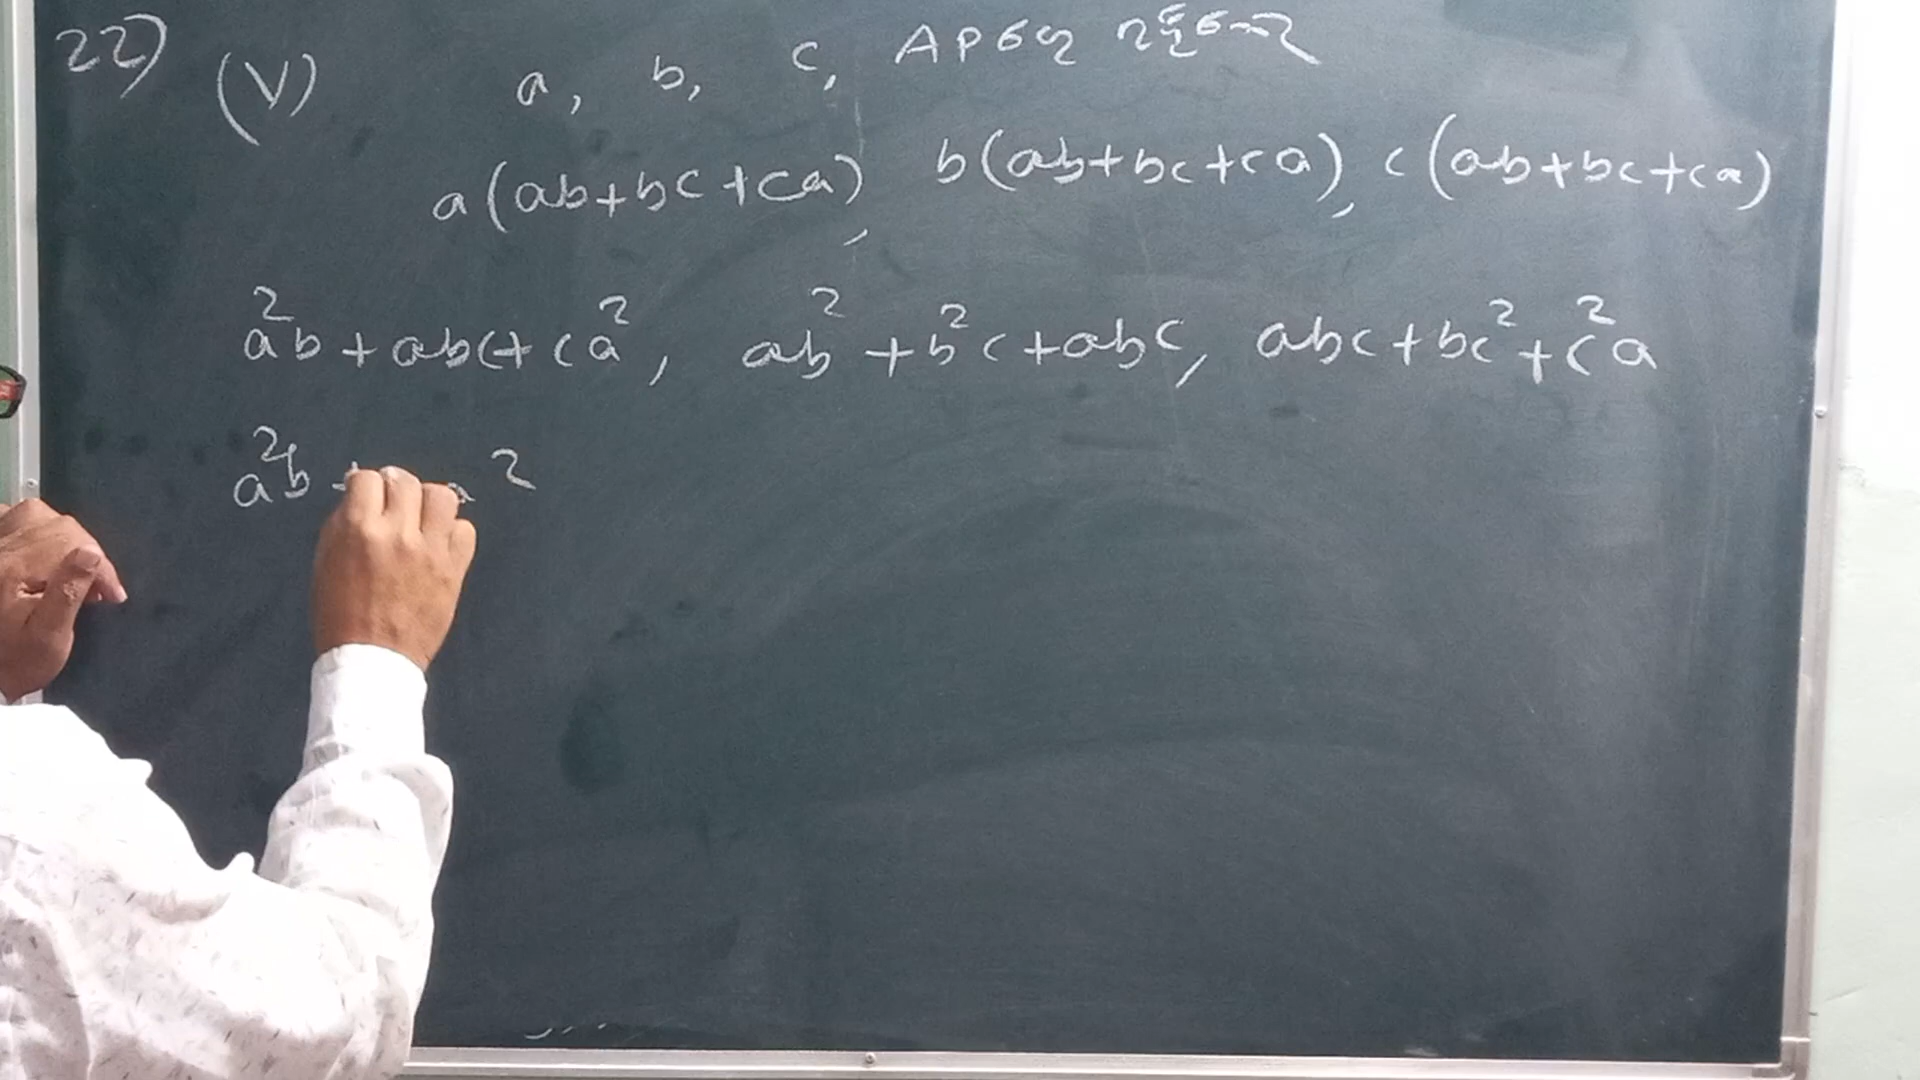 22) (V) a, b, c, AP
a(ab+bc+ca), b(ab+bc+ca), c(ab+bc+ca)
a²b + abc + ca², ab² + b²c + abc, abc + bc² + c²a
a²b + a²